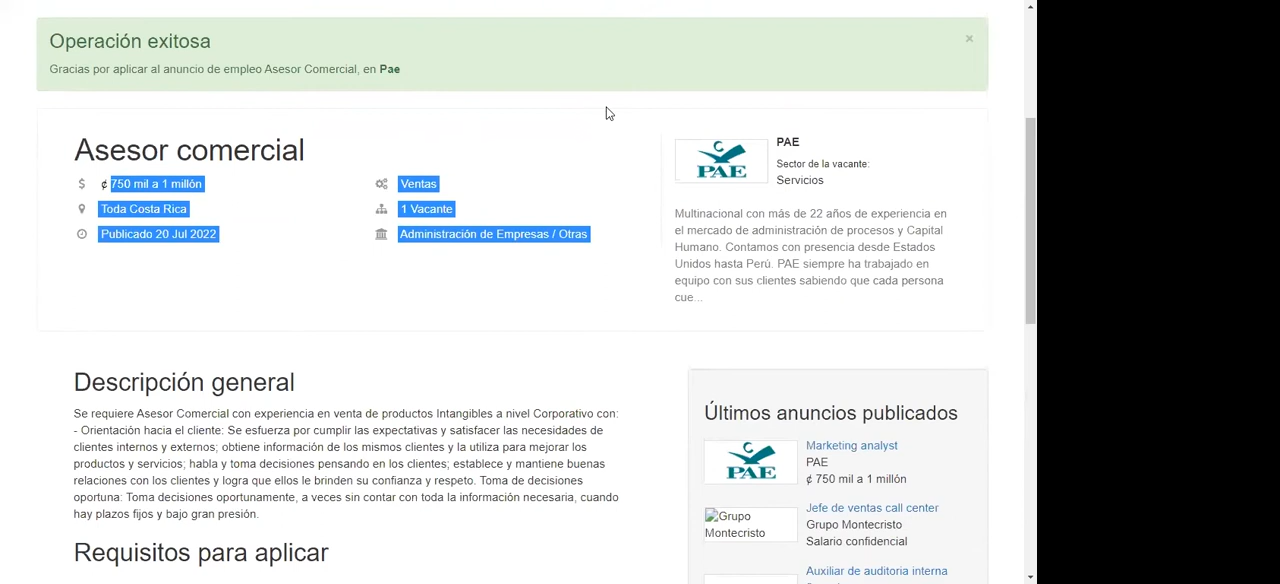 Operación exitosa
×
Gracias por aplicar al anuncio de empleo Asesor Comercial, en Pae
Asesor comercial
$ ¢ 750 mil a 1 millón
Ventas
Toda Costa Rica
1 Vacante
Publicado 20 Jul 2022
Administración de Empresas / Otras
PAE
PAE
Sector de la vacante:
Servicios
Multinacional con más de 22 años de experiencia en
el mercado de administración de procesos y Capital
Humano. Contamos con presencia desde Estados
Unidos hasta Perú. PAE siempre ha trabajado en
equipo con sus clientes sabiendo que cada persona
cue...
Descripción general
Se requiere Asesor Comercial con experiencia en venta de productos Intangibles a nivel Corporativo con:
- Orientación hacia el cliente: Se esfuerza por cumplir las expectativas y satisfacer las necesidades de
clientes internos y externos; obtiene información de los mismos clientes y la utiliza para mejorar los
productos y servicios; habla y toma decisiones pensando en los clientes; establece y mantiene buenas
relaciones con los clientes y logra que ellos le brinden su confianza y respeto. Toma de decisiones
oportuna: Toma decisiones oportunamente, a veces sin contar con toda la información necesaria, cuando
hay plazos fijos y bajo gran presión.
Requisitos para aplicar
Últimos anuncios publicados
PAE
Marketing analyst
PAE
¢ 750 mil a 1 millón
Grupo
Montecristo
Jefe de ventas call center
Grupo Montecristo
Salario confidencial
Auxiliar de auditoria interna